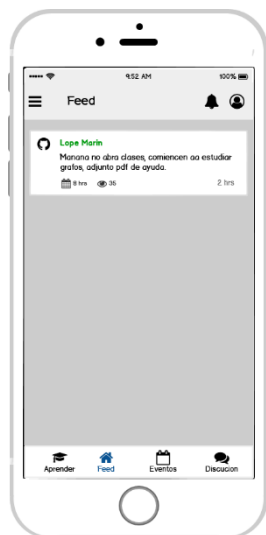 9:52 AM
100%
Feed
Lope Marin
Manana no abra clases, comiencen aa estudiar
grafos, adjunto pdf de ayuda.
8 hrs 35 2 hrs
Aprender Feed Eventos Discucion